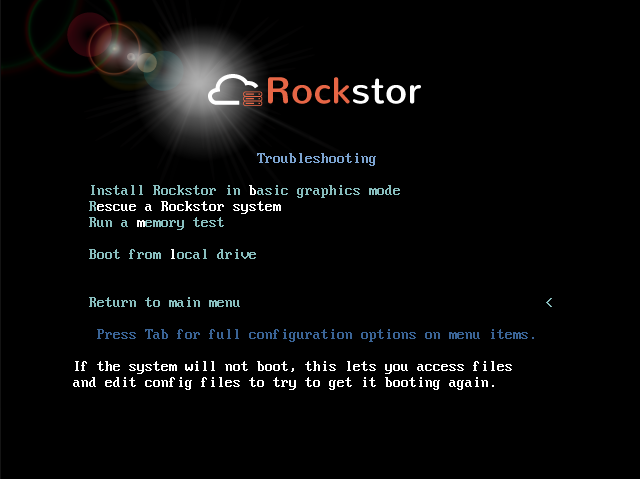 Rockstor
Troubleshooting
Install Rockstor in basic graphics mode
Rescue a Rockstor system
Run a memory test
Boot from local drive
Return to main menu <
Press Tab for full configuration options on menu items.
If the system will not boot, this lets you access files
and edit config files to try to get it booting again.